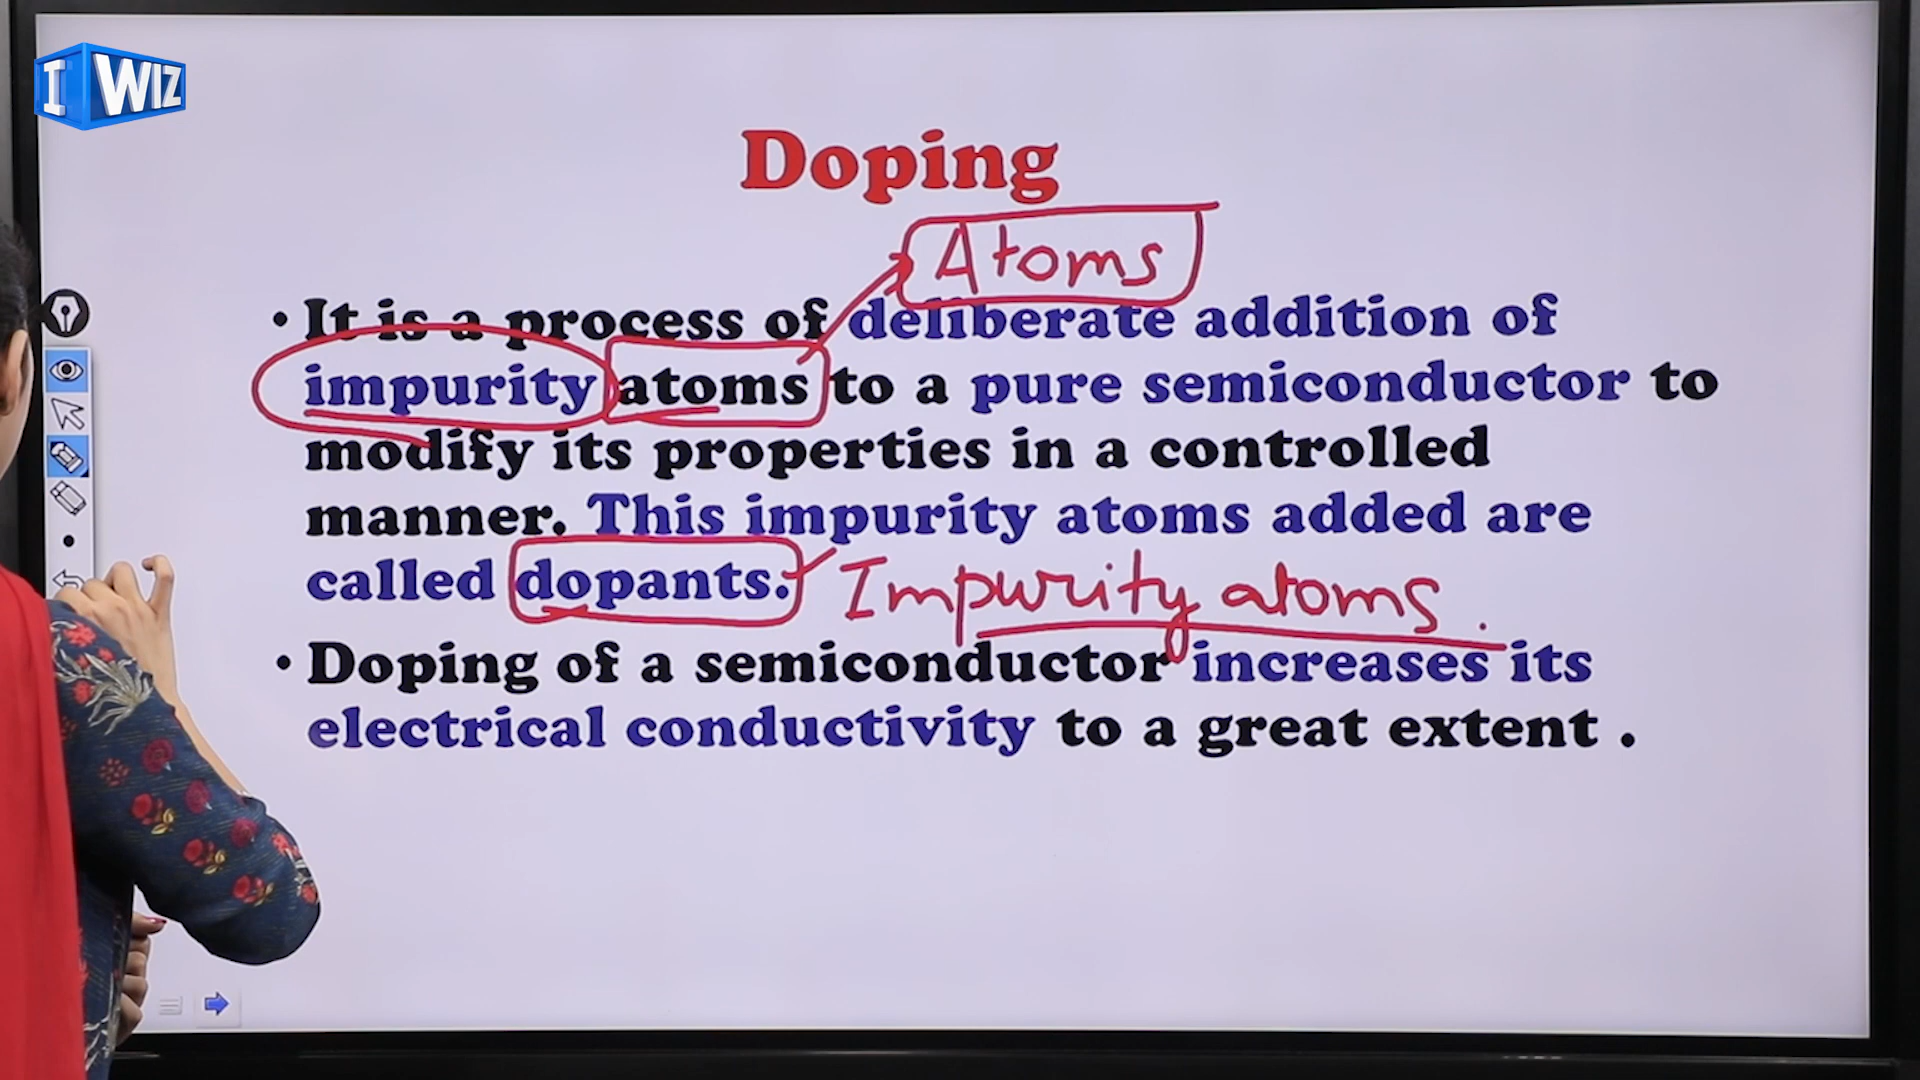 I WIZ
Doping
Atoms
• It is a process of deliberate addition of
impurity atoms to a pure semiconductor to
modify its properties in a controlled
manner. This impurity atoms added are
called dopants. Impurity atoms.
• Doping of a semiconductor increases its
electrical conductivity to a great extent .